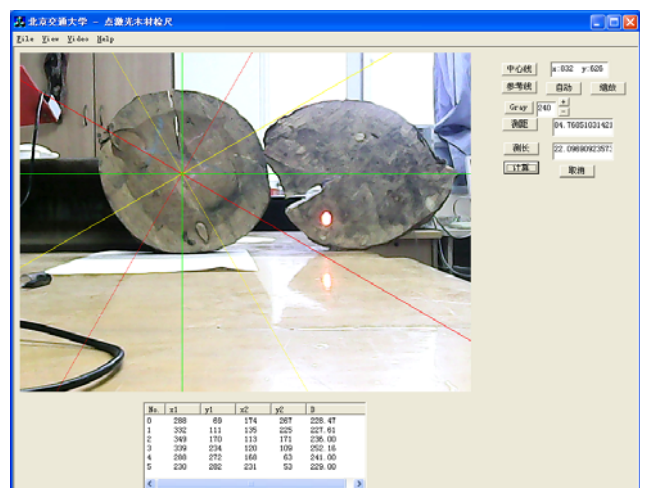 北京交通大学 - 点激光木材检尺
File View Video Help
中心线 x:832 y:626
参考线 自动 缩放
Gray 240 + -
测距 84.76851031421
测长 22.0989092357
计算 取消
No. x1 y1 x2 y2 D
0 288 69 174 267 228.47
1 332 111 135 225 227.61
2 349 170 113 171 236.00
3 339 234 120 109 252.16
4 288 272 168 63 241.00
5 230 282 231 53 229.00